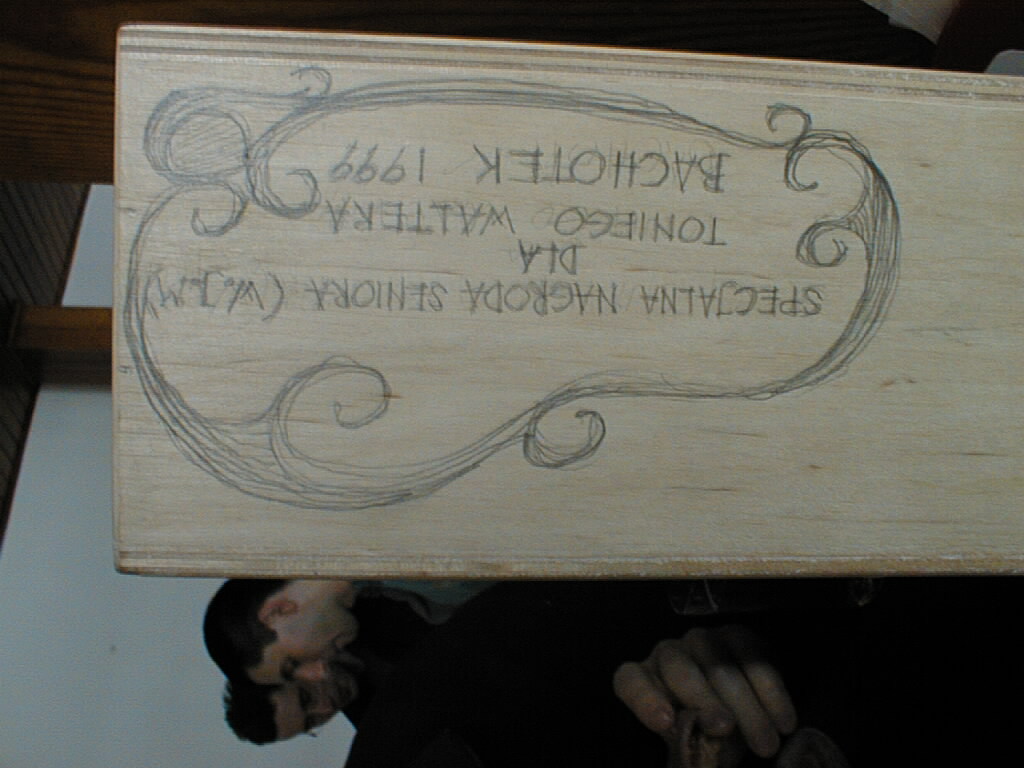 SPECJALNA NAGRODA SENIORA (W.J.M)
DLA
TONIEGO WALTERA
BACHOTEK 1999